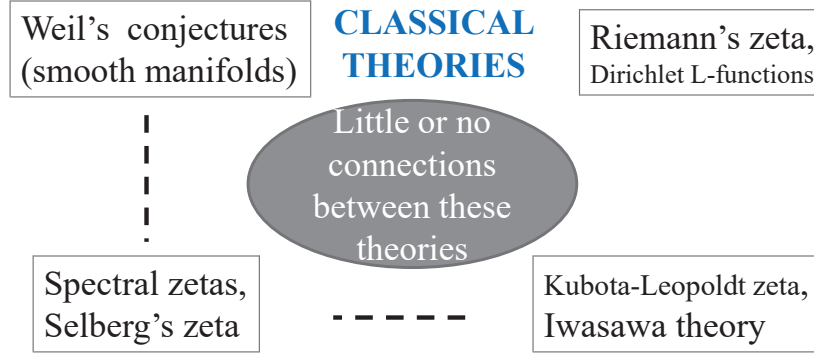 Weil's conjectures
(smooth manifolds)
CLASSICAL
THEORIES
Riemann's zeta,
Dirichlet L-functions
Little or no
connections
between these
theories
Spectral zetas,
Selberg's zeta
Kubota-Leopoldt zeta,
Iwasawa theory